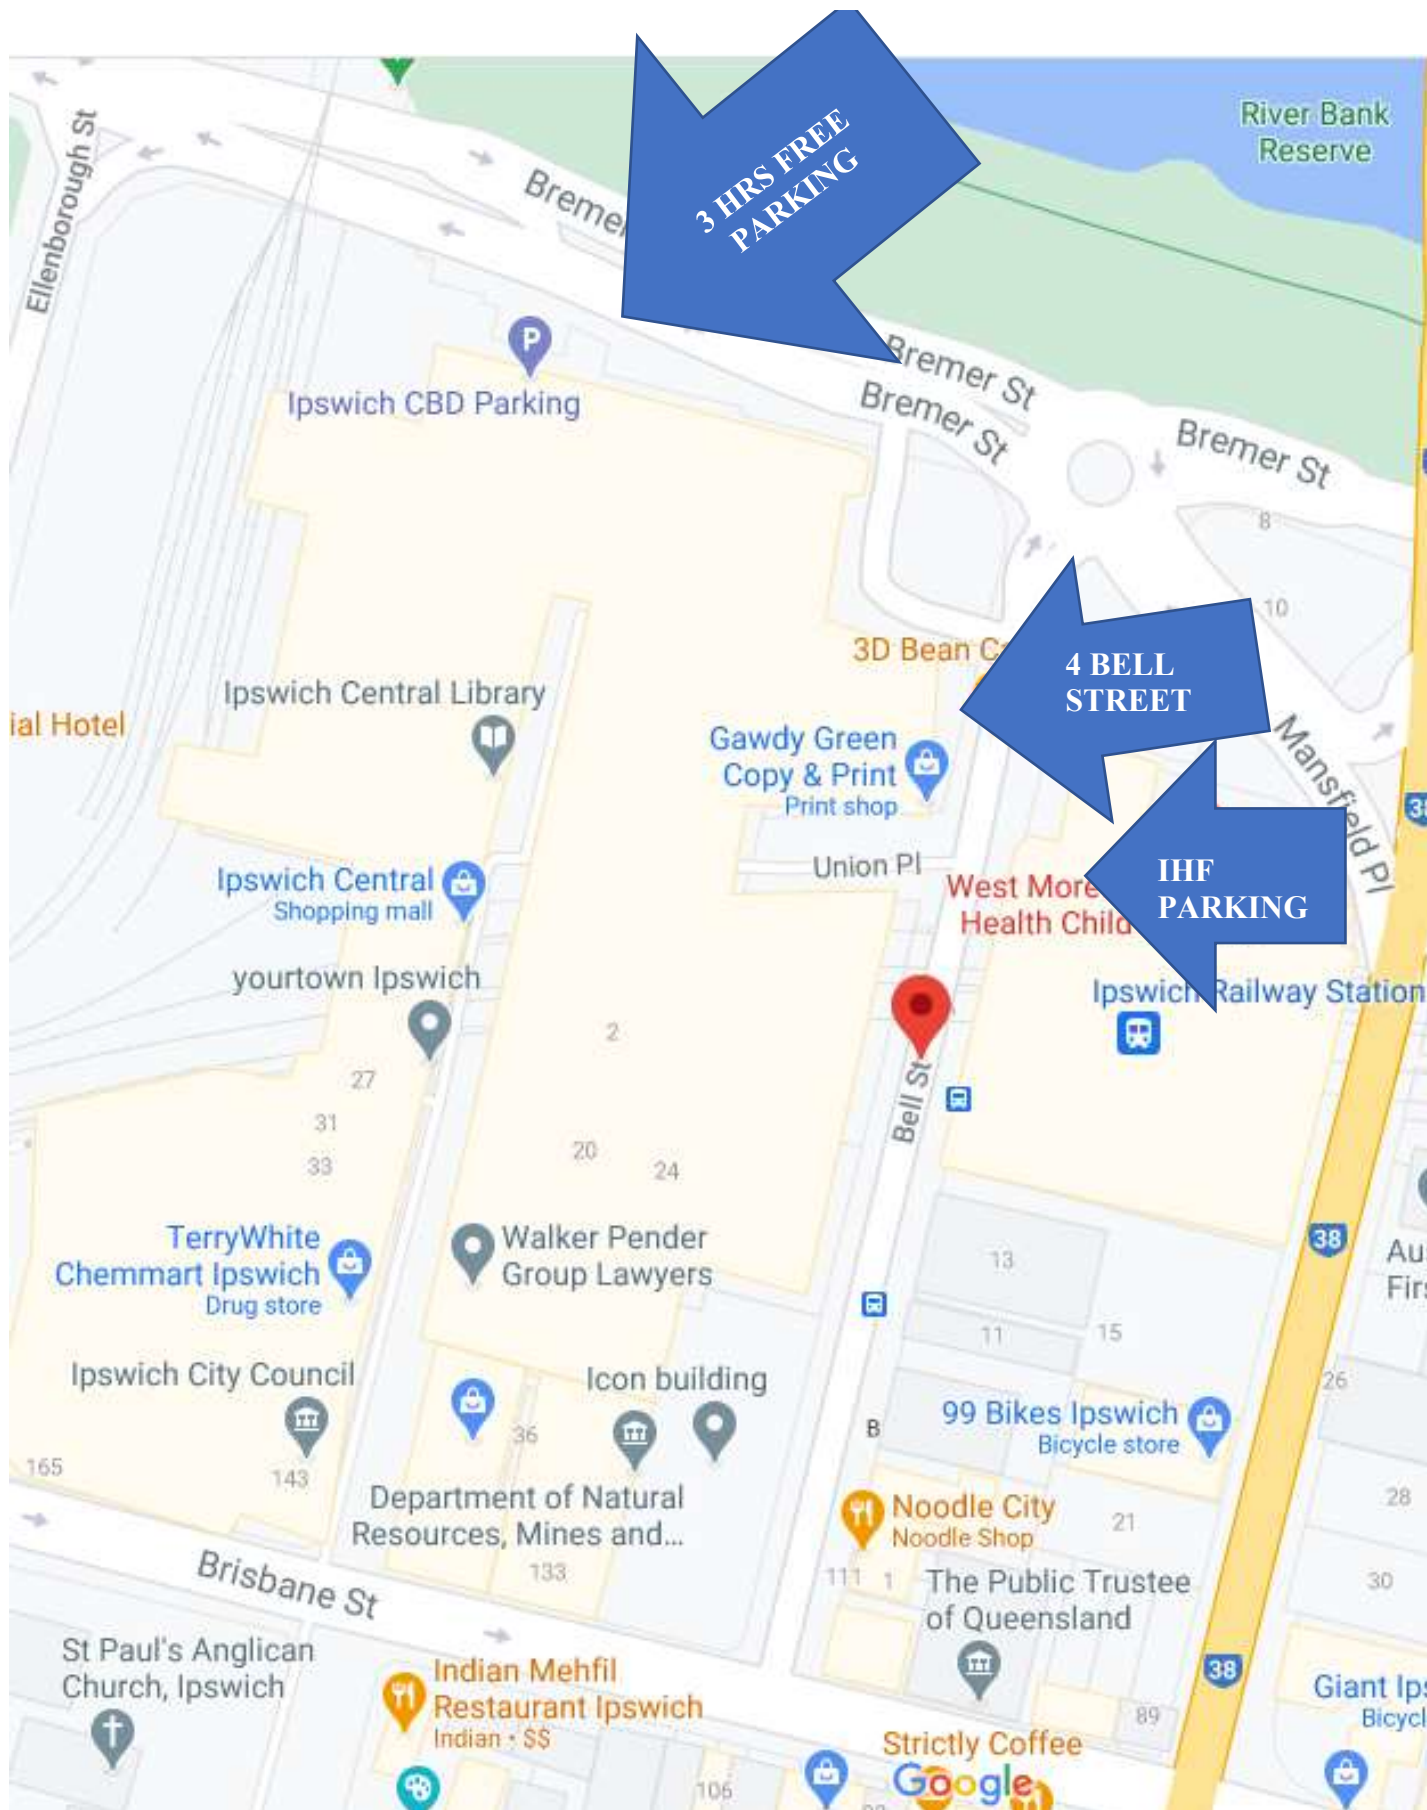 River Bank
Reserve
Ellenborough St
3 HRS FREE
PARKING
Bremer St
Bremer St
Bremer St
P
Ipswich CBD Parking
8
10
3D Bean
4 BELL
STREET
Ipswich Central Library
ial Hotel
Gawdy Green
Copy & Print
Print shop
Mansfield Pl
Union Pl
Ipswich Central
Shopping mall
West More
Health Child
IHF
PARKING
yourtown Ipswich
Ipswich Railway Station
2
27
31
33
20
24
Bell St
TerryWhite
Chemmart Ipswich
Drug store
Walker Pender
Group Lawyers
13
11
15
38
Au
Firs
26
Ipswich City Council
Icon building
36
B
99 Bikes Ipswich
Bicycle store
165
143
Department of Natural
Resources, Mines and...
133
Noodle City
Noodle Shop
21
28
30
111
1
Brisbane St
The Public Trustee
of Queensland
St Paul's Anglican
Church, Ipswich
Indian Mehfil
Restaurant Ipswich
Indian • $$
38
Giant Ips
Bicycl
89
Strictly Coffee
Google
106